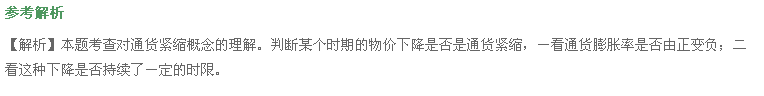 参考解析
【解析】本题考查对通货紧缩概念的理解。判断某个时期的物价下降是否是通货紧缩，一看通货膨胀率是否由正变负；二
看这种下降是否持续了一定的时限。